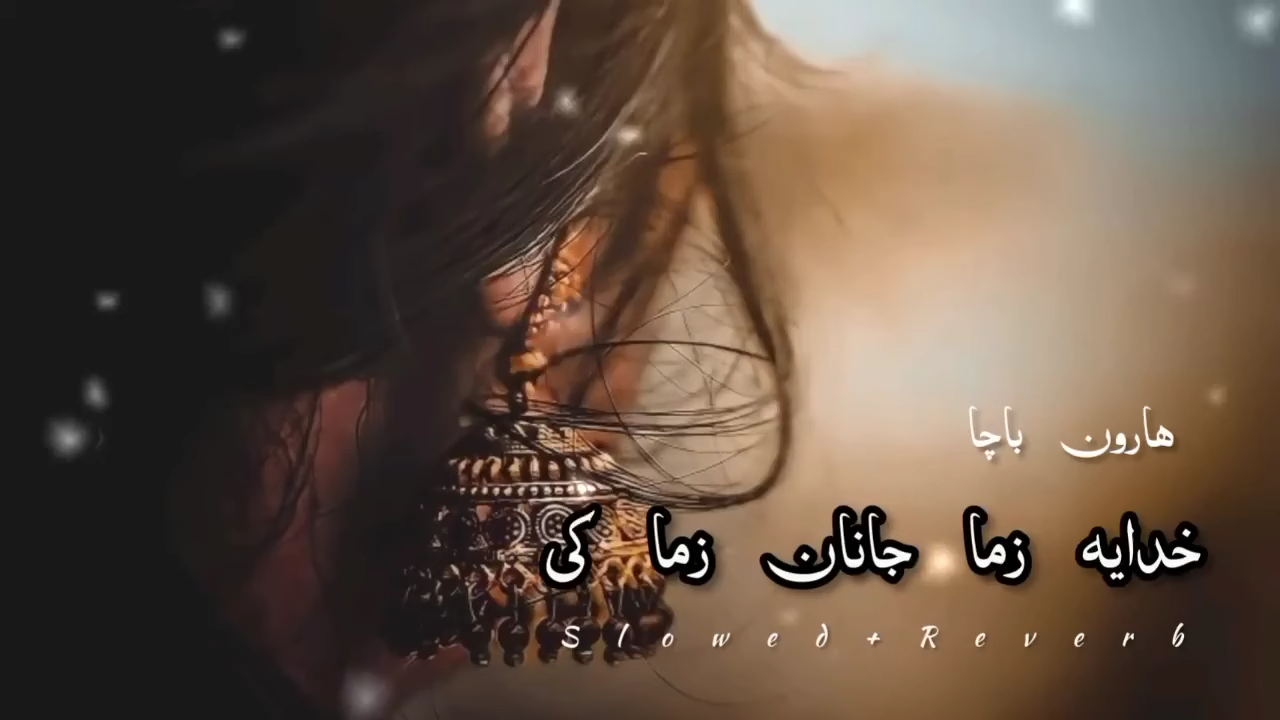 هارون باچا
خدایه زما جانان زما کی
Slowed+Reverb